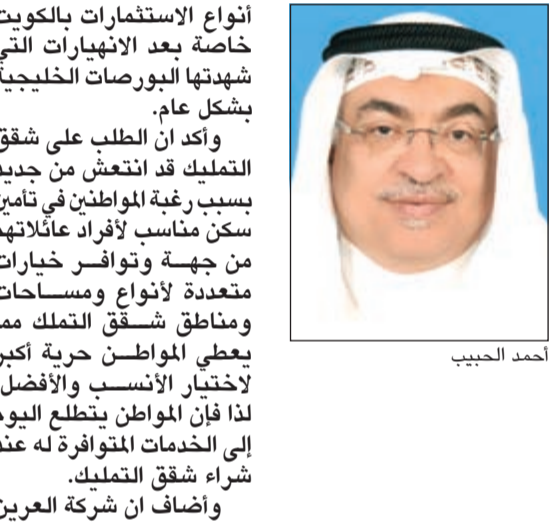 أنواع الاستثمارات بالكويت
خاصة بعد الانهيارات التي
شهدتها البورصات الخليجية
بشكل عام.
وأكد ان الطلب على شقق
التمليك قد انتعش من جديد
بسبب رغبة المواطنين في تأمين
سكن مناسب لأفراد عائلاتهم
من جهة وتوافر خيارات
متعددة لأنواع ومساحات
ومناطق شقق التملك مما
يعطي المواطن حرية أكبر
لاختيار الأنسب والأفضل
لذا فإن المواطن يتطلع اليوم
إلى الخدمات المتوافرة له عند
شراء شقق التمليك.
وأضاف ان شركة العرين
أحمد الحبيب